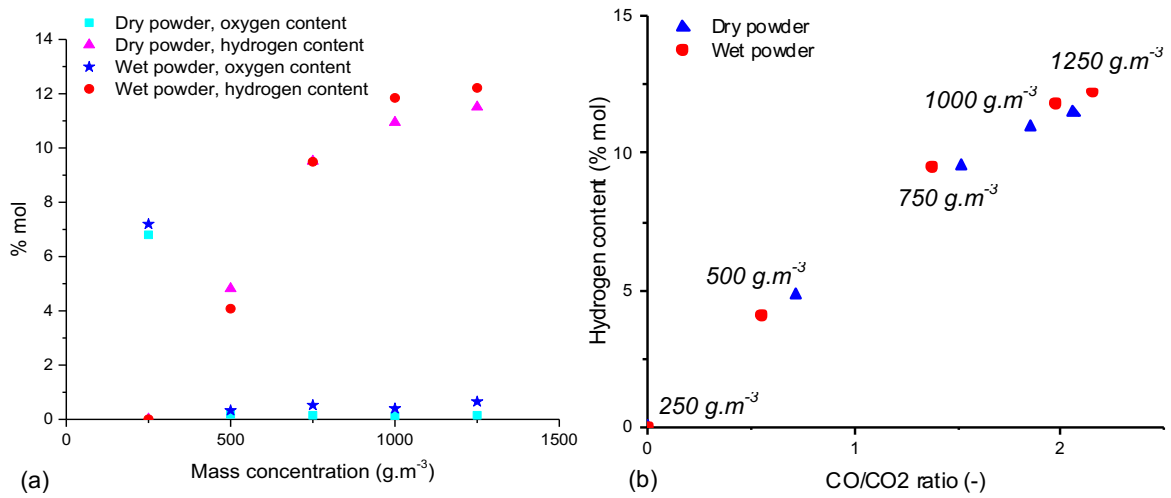 Dry powder, oxygen content
Dry powder, hydrogen content
Wet powder, oxygen content
Wet powder, hydrogen content
14
12
10
8
6
4
2
0
% mol
0
500
1000
1500
Mass concentration (g.m⁻³)
(a)
Dry powder
Wet powder
15
10
5
0
Hydrogen content (% mol)
1250 g.m⁻³
1000 g.m⁻³
750 g.m⁻³
500 g.m⁻³
250 g.m⁻³
0
1
2
CO/CO2 ratio (-)
(b)